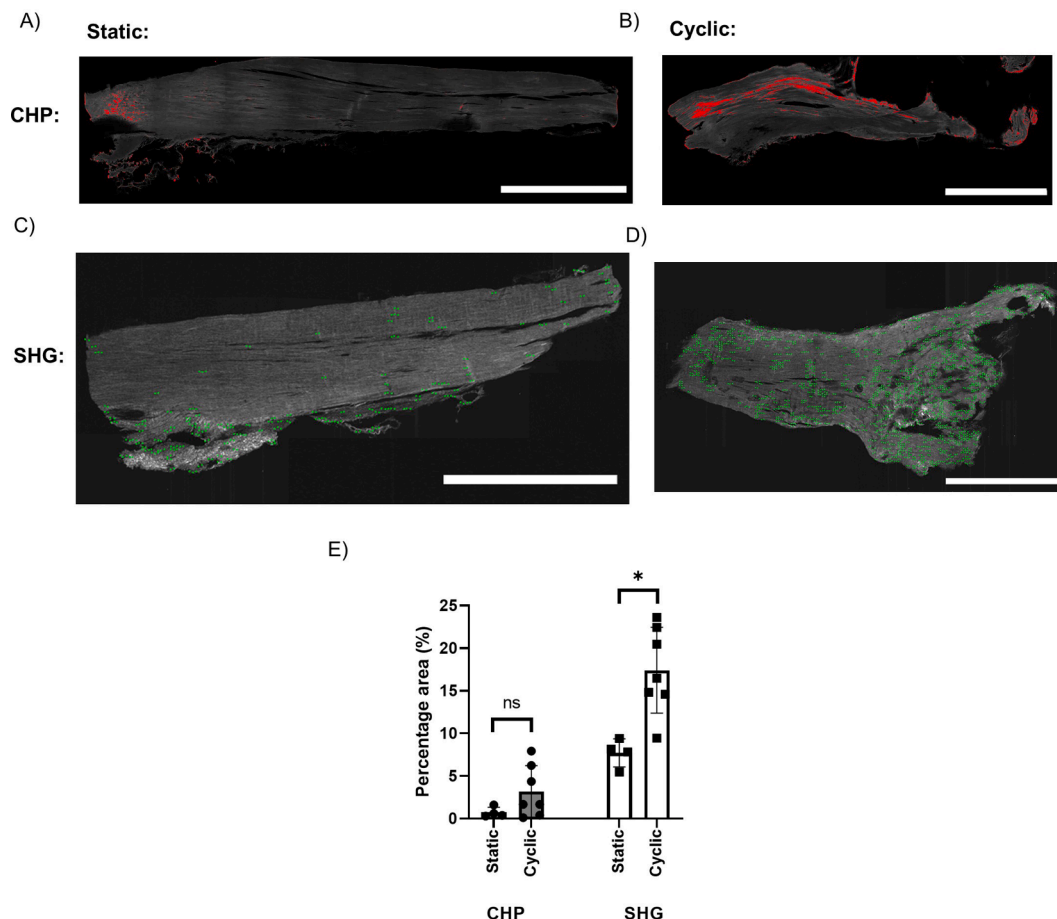 A)
Static:
B)
Cyclic:
CHP:
C)
D)
SHG:
E)
Percentage area (%)
25
20
15
10
5
0
ns
*
Static
Cyclic
Static
Cyclic
CHP
SHG